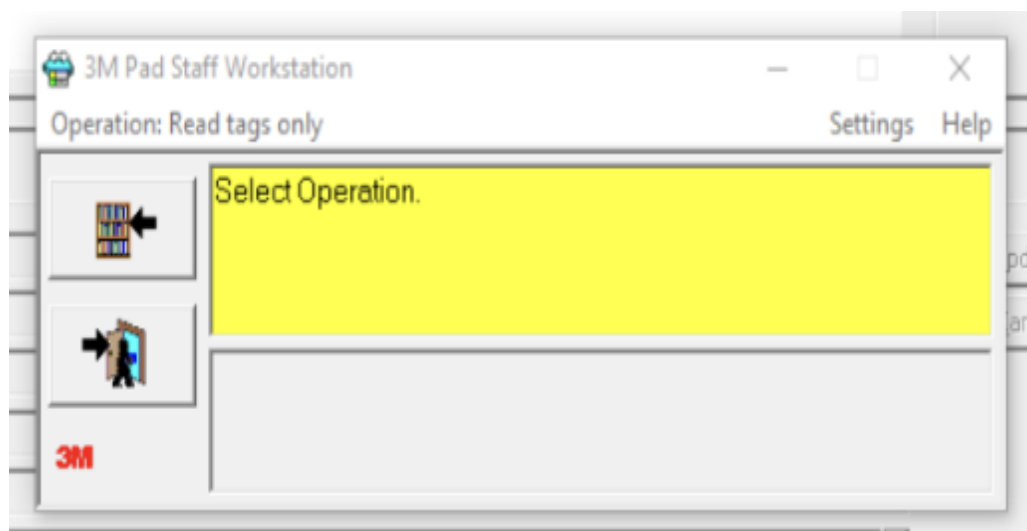 3M Pad Staff Workstation
Operation: Read tags only Settings Help
Select Operation.
3M